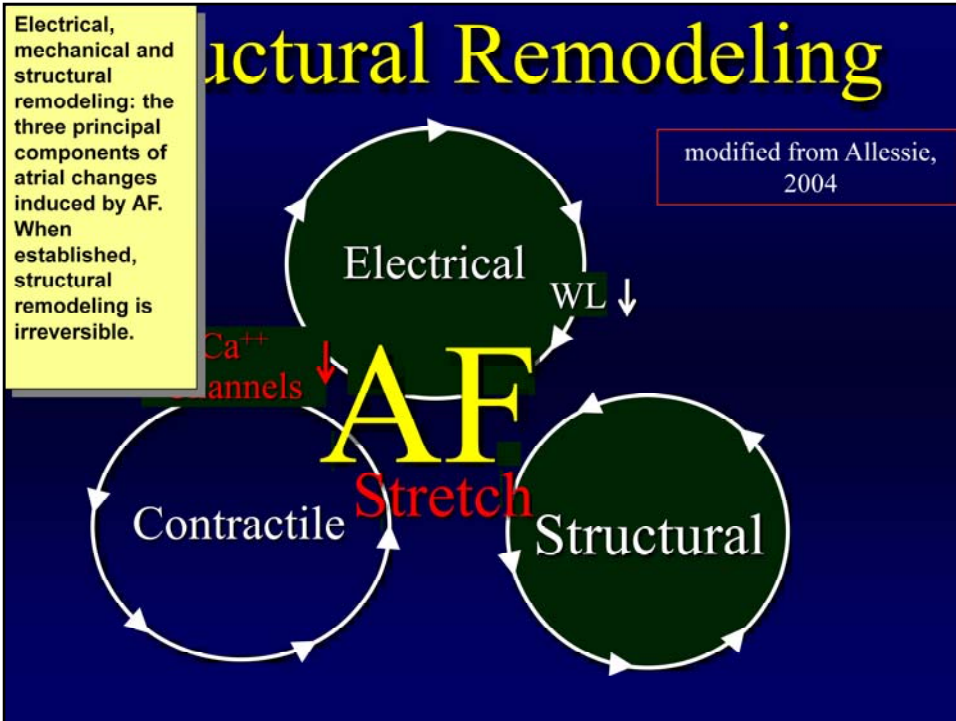 Electrical,
mechanical and
structural
remodeling: the
three principal
components of
atrial changes
induced by AF.
When
established,
structural
remodeling is
irreversible.
uctural Remodeling
modified from Allessie,
2004
Electrical
WL ↓
Ca++
hannels ↓
AF
Stretch
Contractile
Structural